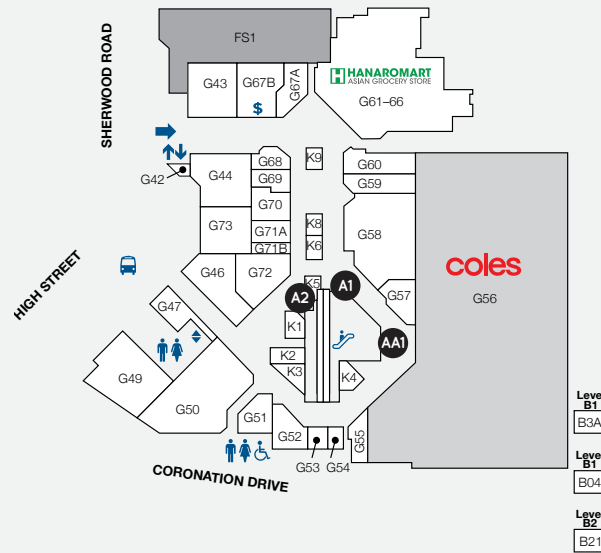 SHERWOOD ROAD
FS1
G43
G67B
$
G67A
HANAROMART
ASIAN GROCERY STORE
G61–66
G42
G44
G68
G69
K9
G60
G59
G70
G73
G71A
G71B
K8
K6
G58
HIGH STREET
G46
G72
K5
A2
A1
G57
coles
G56
G47
K1
AA1
K2
K3
K4
G49
G50
G51
G52
G53
G54
G55
CORONATION DRIVE
Level
B1
B3A
Level
B1
B04
Level
B2
B21